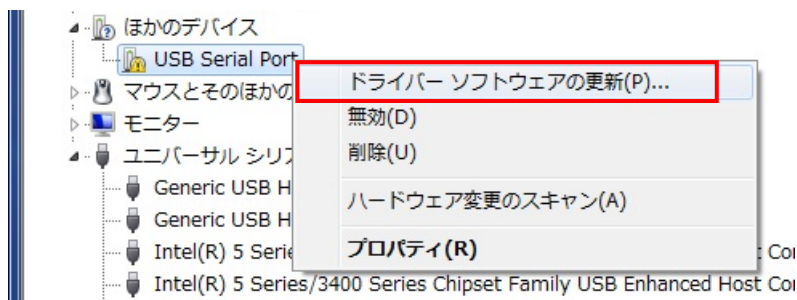 ほかのデバイス
USB Serial Port
ドライバー ソフトウェアの更新(P)...
マウスとそのほかの
無効(D)
モニター
削除(U)
ユニバーサル シリア
Generic USB H
ハードウェア変更のスキャン(A)
Generic USB H
プロパティ(R)
Intel(R) 5 Serie
t Co
Intel(R) 5 Series/3400 Series Chipset Family USB Enhanced Host Co